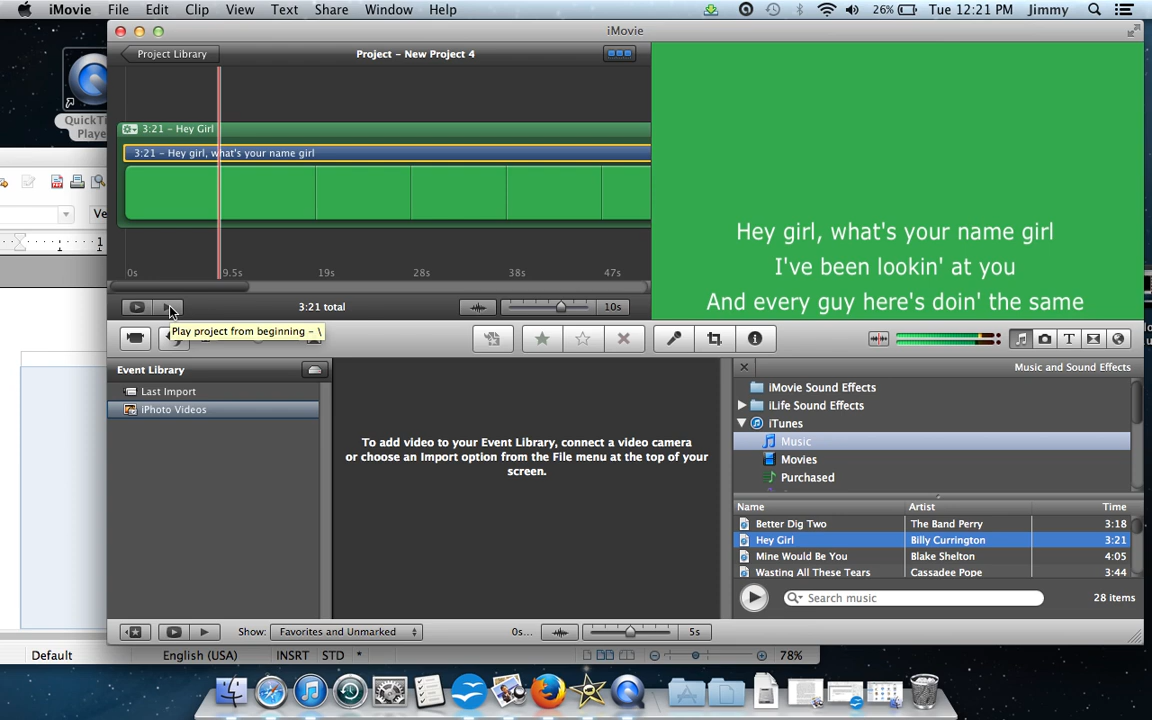 iMovie File Edit Clip View Text Share Window Help 26% Tue 12:21 PM Jimmy
iMovie
Project Library Project – New Project 4
3:21 – Hey Girl
3:21 – Hey girl, what's your name girl
Hey girl, what's your name girl
I've been lookin' at you
And every guy here's doin' the same
0s 9.5s 19s 28s 38s 47s
3:21 total 10s
Play project from beginning – \
QuickTi
Playe
Ve
1
Event Library
Last Import
iPhoto Videos
To add video to your Event Library, connect a video camera
or choose an Import option from the File menu at the top of your
screen.
Music and Sound Effects
iMovie Sound Effects
iLife Sound Effects
iTunes
Music
Movies
Purchased
Name Artist Time
Better Dig Two The Band Perry 3:18
Hey Girl Billy Currington 3:21
Mine Would Be You Blake Shelton 4:05
Wasting All These Tears Cassadee Pope 3:44
Search music 28 items
Show: Favorites and Unmarked 0s... 5s
Default English (USA) INSRT STD * 78%